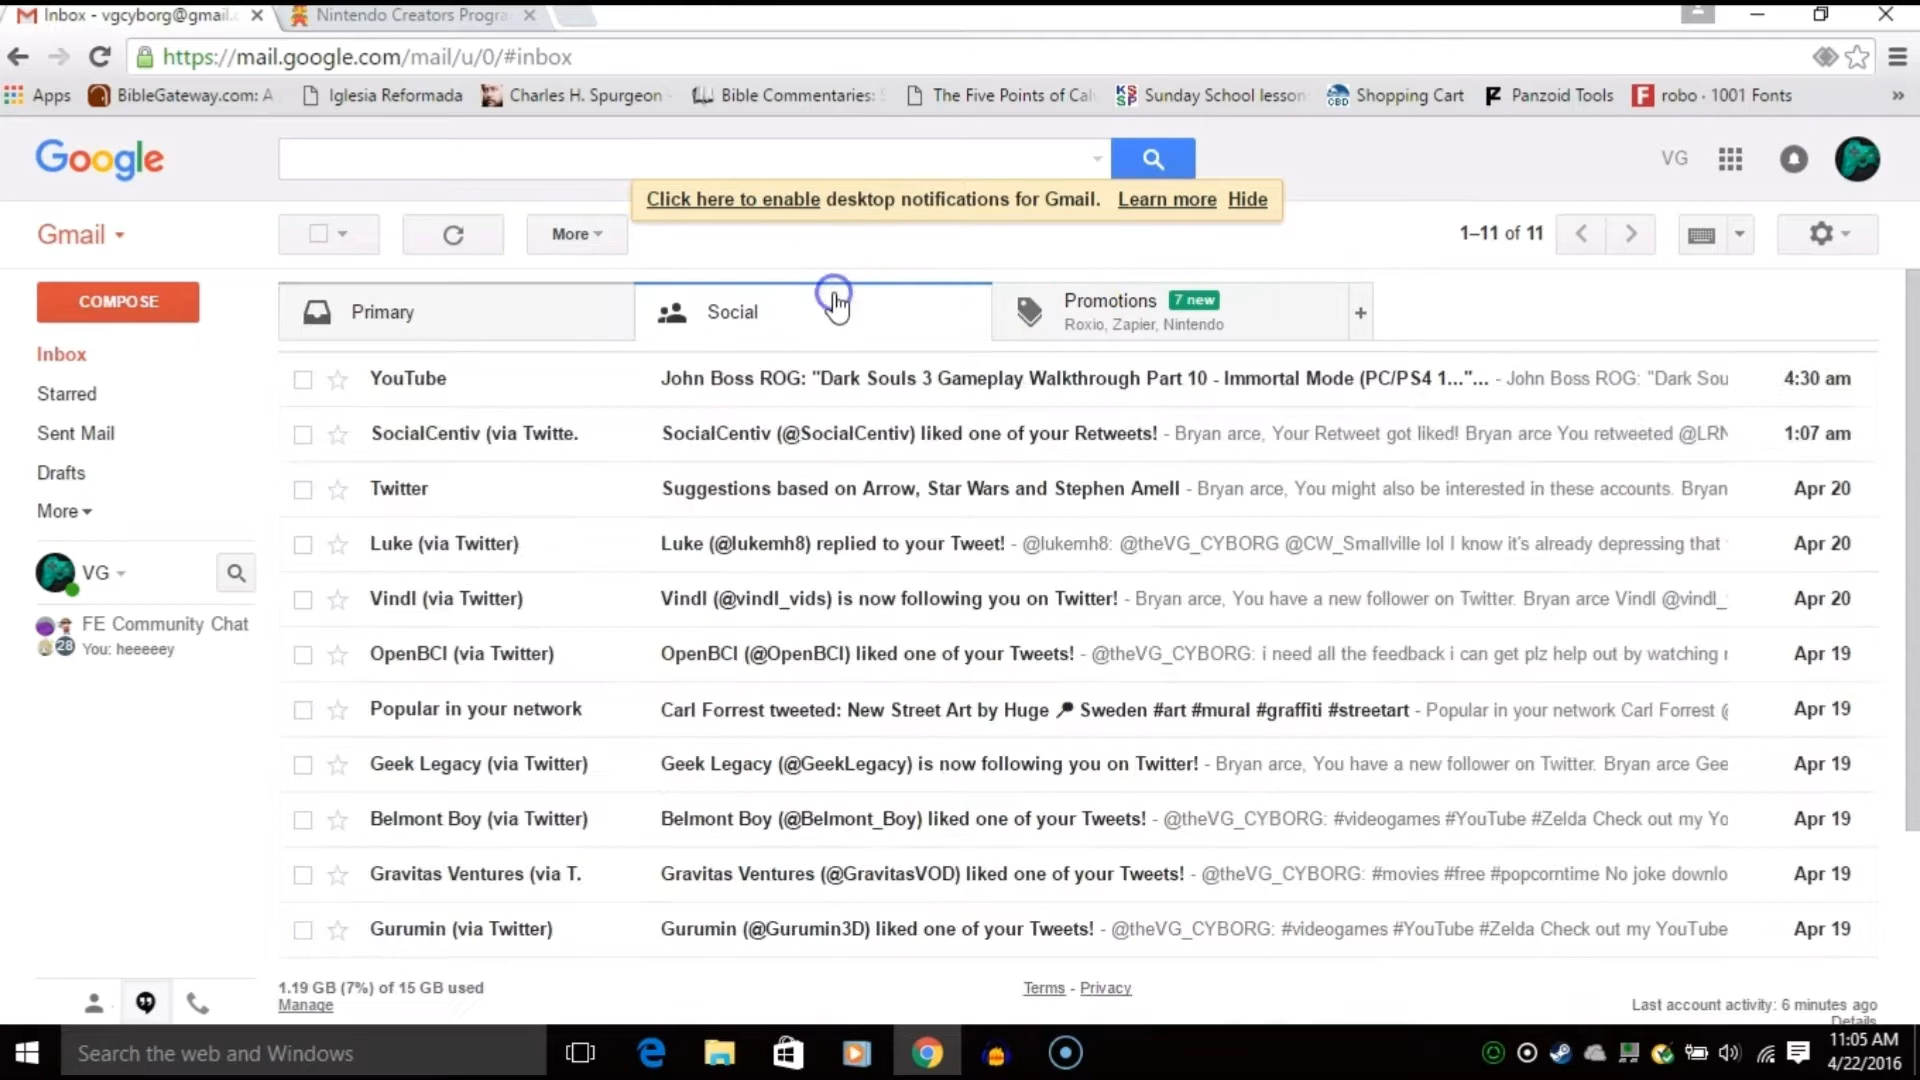 Inbox - vgcyborg@gmail. Nintendo Creators Progra
https://mail.google.com/mail/u/0/#inbox
Apps BibleGateway.com: A Iglesia Reformada Charles H. Spurgeon - Bible Commentaries: The Five Points of Cal Sunday School lesson Shopping Cart Panzoid Tools robo - 1001 Fonts »
Google VG
Click here to enable desktop notifications for Gmail. Learn more Hide
Gmail More 1–11 of 11
COMPOSE Primary Social Promotions 7 new +
Roxio, Zapier, Nintendo
Inbox
Starred
Sent Mail
Drafts
More
VG
FE Community Chat
28 You: heeeeey
YouTube John Boss ROG: "Dark Souls 3 Gameplay Walkthrough Part 10 - Immortal Mode (PC/PS4 1..."... - John Boss ROG: "Dark Sou 4:30 am
SocialCentiv (via Twitte. SocialCentiv (@SocialCentiv) liked one of your Retweets! - Bryan arce, Your Retweet got liked! Bryan arce You retweeted @LRN 1:07 am
Twitter Suggestions based on Arrow, Star Wars and Stephen Amell - Bryan arce, You might also be interested in these accounts. Bryan Apr 20
Luke (via Twitter) Luke (@lukemh8) replied to your Tweet! - @lukemh8: @theVG_CYBORG @CW_Smallville lol I know it's already depressing that Apr 20
Vindl (via Twitter) Vindl (@vindl_vids) is now following you on Twitter! - Bryan arce, You have a new follower on Twitter. Bryan arce Vindl @vindl_ Apr 20
OpenBCI (via Twitter) OpenBCI (@OpenBCI) liked one of your Tweets! - @theVG_CYBORG: i need all the feedback i can get plz help out by watching Apr 19
Popular in your network Carl Forrest tweeted: New Street Art by Huge Sweden #art #mural #graffiti #streetart - Popular in your network Carl Forrest Apr 19
Geek Legacy (via Twitter) Geek Legacy (@GeekLegacy) is now following you on Twitter! - Bryan arce, You have a new follower on Twitter. Bryan arce Gee Apr 19
Belmont Boy (via Twitter) Belmont Boy (@Belmont_Boy) liked one of your Tweets! - @theVG_CYBORG: #videogames #YouTube #Zelda Check out my Yo Apr 19
Gravitas Ventures (via T. Gravitas Ventures (@GravitasVOD) liked one of your Tweets! - @theVG_CYBORG: #movies #free #popcorntime No joke downlo Apr 19
Gurumin (via Twitter) Gurumin (@Gurumin3D) liked one of your Tweets! - @theVG_CYBORG: #videogames #YouTube #Zelda Check out my YouTube Apr 19
1.19 GB (7%) of 15 GB used Terms - Privacy
Manage Last account activity: 6 minutes ago
Details
Search the web and Windows 11:05 AM
4/22/2016